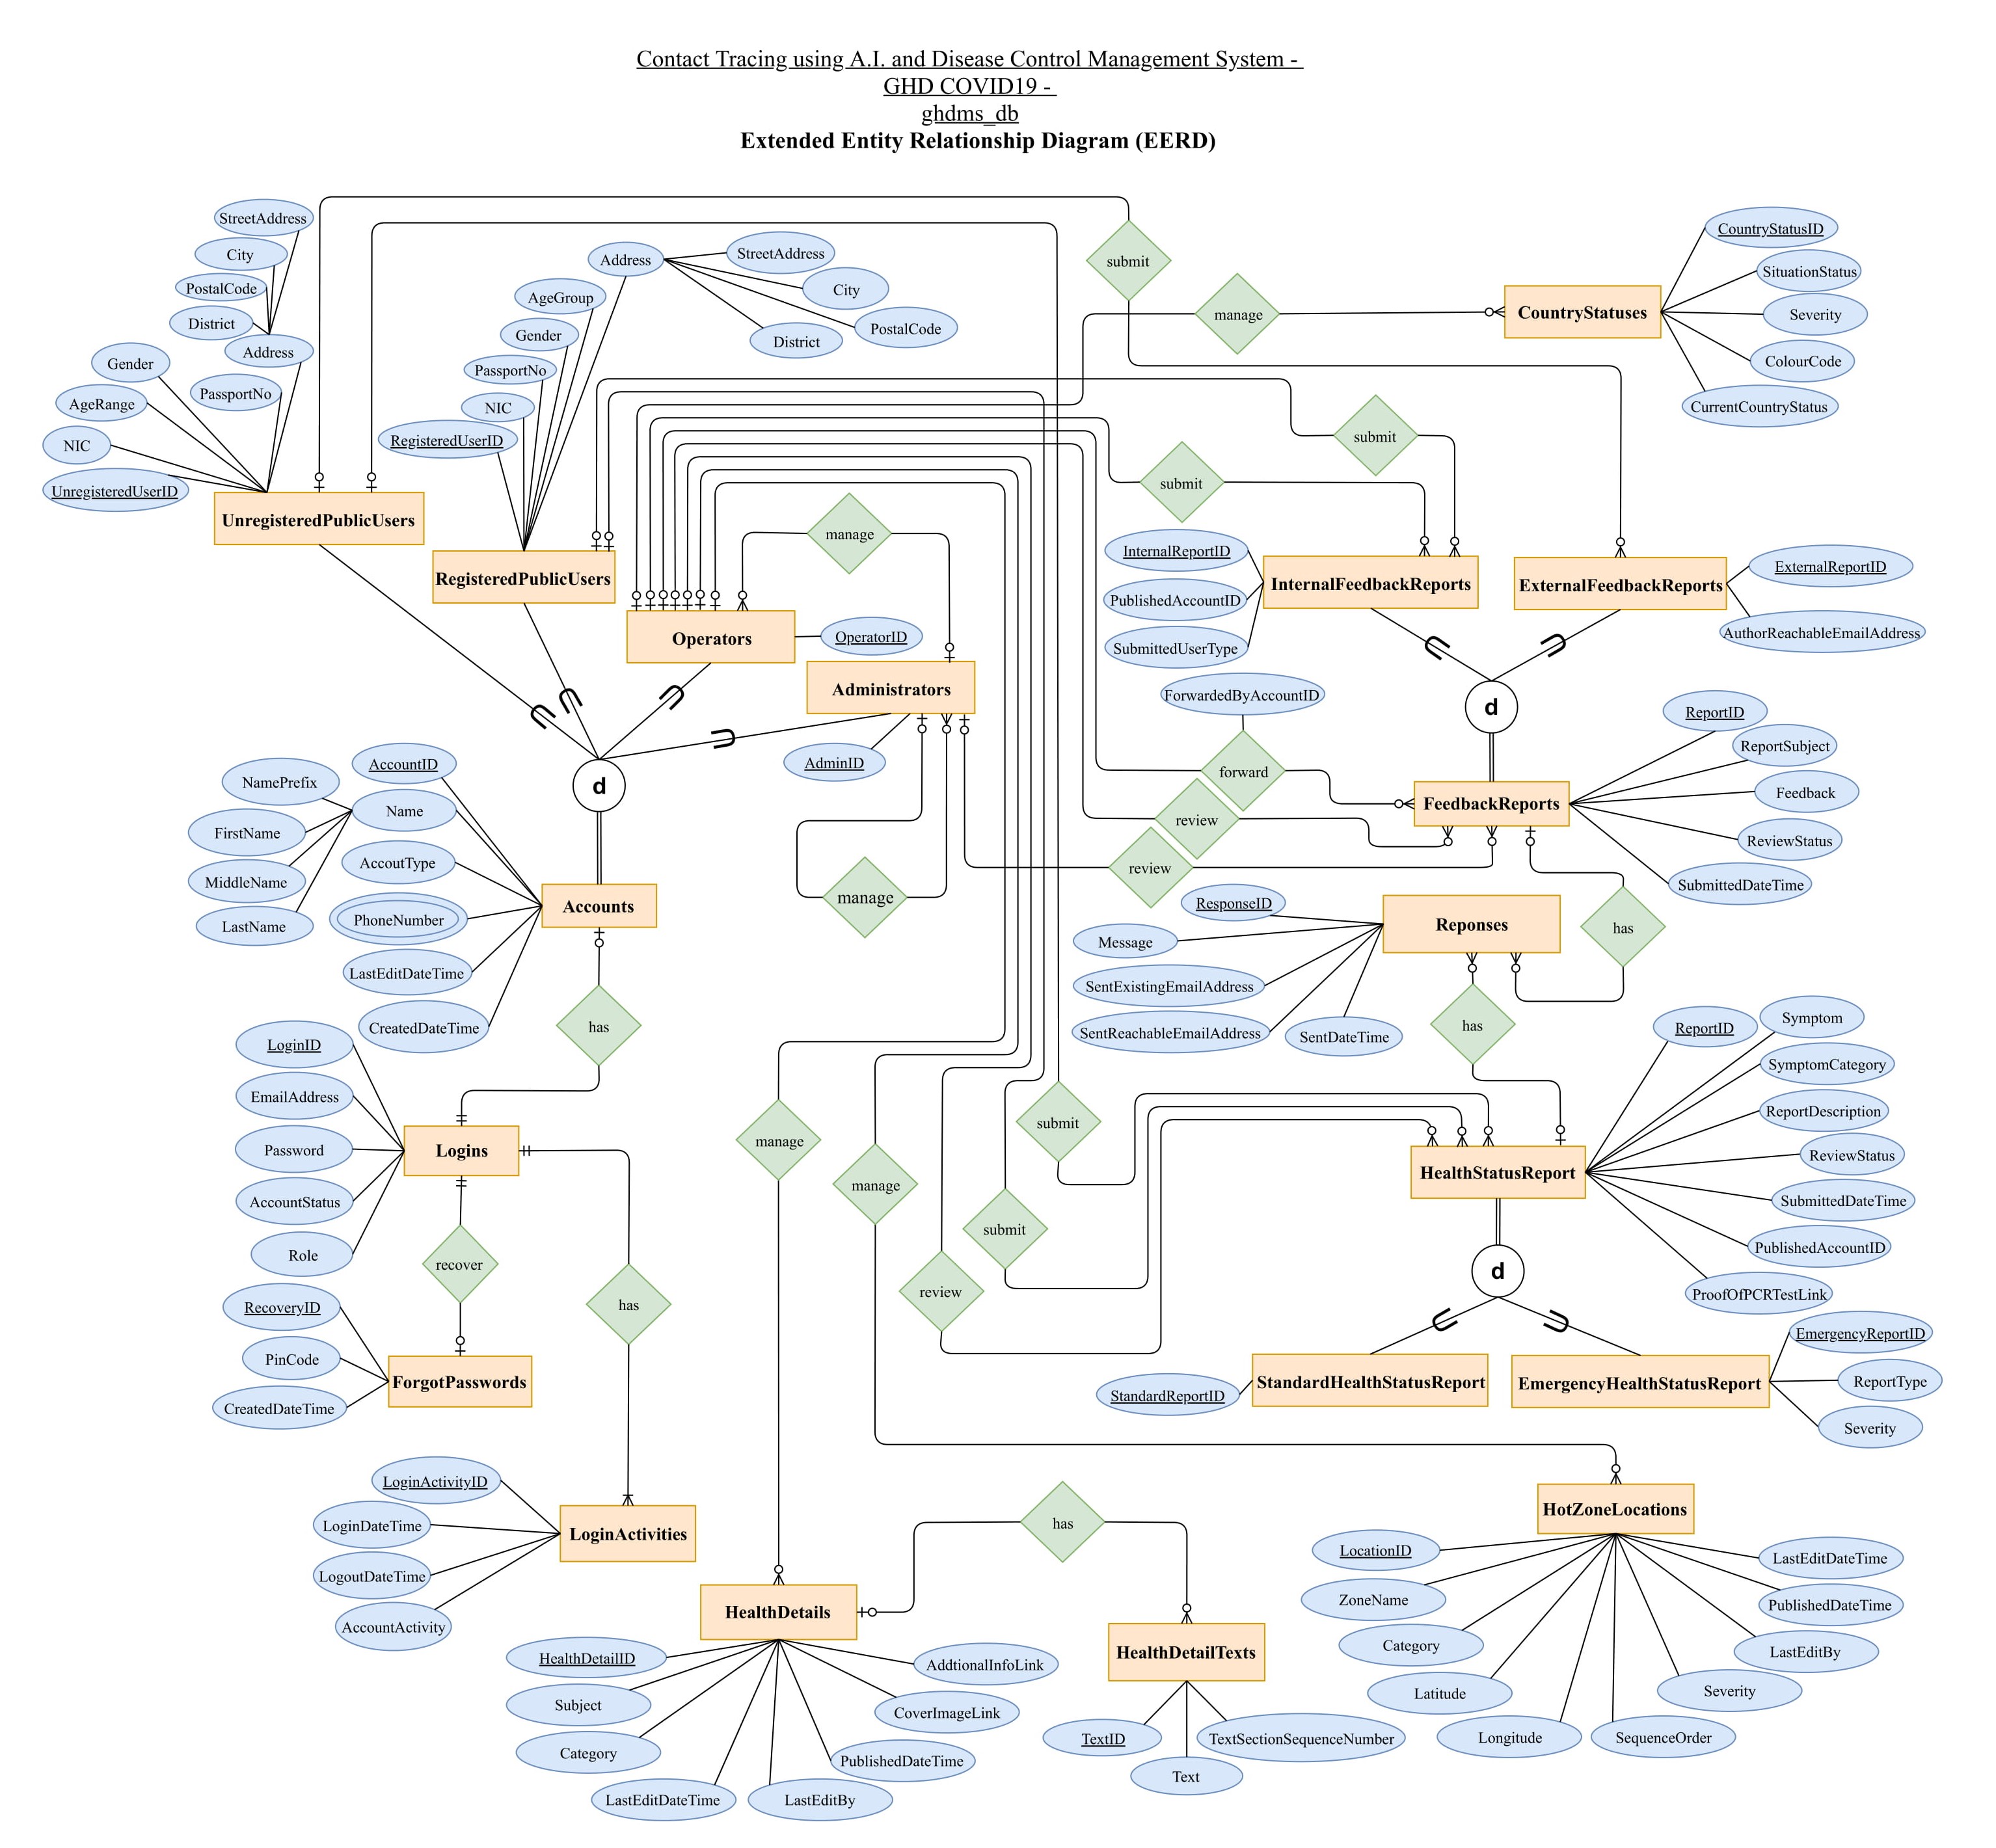 Contact Tracing using A.I. and Disease Control Management System -
GHD COVID19 -
ghdms_db
Extended Entity Relationship Diagram (EERD)
StreetAddress
City
PostalCode
District
Address
Gender
PassportNo
AgeRange
NIC
UnregisteredUserID
UnregisteredPublicUsers
Address
StreetAddress
City
PostalCode
District
AgeGroup
Gender
PassportNo
NIC
RegisteredUserID
RegisteredPublicUsers
submit
manage
CountryStatuses
CountryStatusID
SituationStatus
Severity
ColourCode
CurrentCountryStatus
submit
submit
manage
Operators
OperatorID
Administrators
AdminID
manage
InternalReportID
PublishedAccountID
SubmittedUserType
InternalFeedbackReports
ExternalFeedbackReports
ExternalReportID
AuthorReachableEmailAddress
d
ForwardedByAccountID
forward
review
review
FeedbackReports
ReportID
ReportSubject
Feedback
ReviewStatus
SubmittedDateTime
d
NamePrefix
FirstName
MiddleName
LastName
AccountID
Name
AccoutType
PhoneNumber
LastEditDateTime
CreatedDateTime
Accounts
has
ResponseID
Message
SentExistingEmailAddress
SentReachableEmailAddress
SentDateTime
Reponses
has
has
LoginID
EmailAddress
Password
AccountStatus
Role
Logins
recover
has
RecoveryID
PinCode
CreatedDateTime
ForgotPasswords
manage
manage
submit
submit
review
ReportID
Symptom
SymptomCategory
ReportDescription
ReviewStatus
SubmittedDateTime
PublishedAccountID
ProofOfPCRTestLink
HealthStatusReport
d
StandardReportID
StandardHealthStatusReport
EmergencyHealthStatusReport
EmergencyReportID
ReportType
Severity
LoginActivityID
LoginDateTime
LogoutDateTime
AccountActivity
LoginActivities
has
HealthDetails
HealthDetailID
Subject
Category
LastEditDateTime
LastEditBy
PublishedDateTime
CoverImageLink
AddtionalInfoLink
HealthDetailTexts
TextID
Text
TextSectionSequenceNumber
HotZoneLocations
LocationID
ZoneName
Category
Latitude
Longitude
SequenceOrder
Severity
LastEditBy
PublishedDateTime
LastEditDateTime